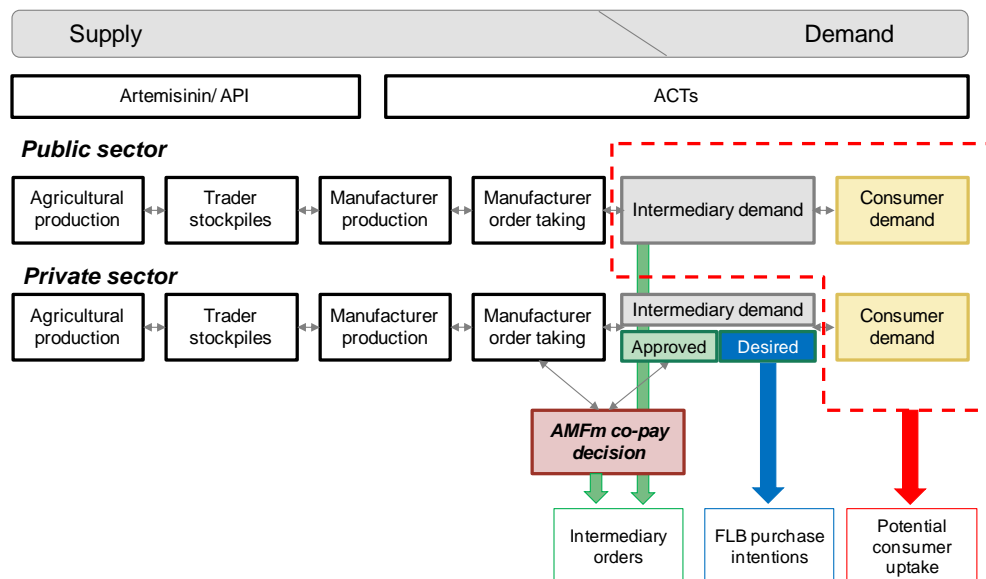 Supply
Demand
Artemisinin/ API
ACTs
Public sector
Agricultural
production
Trader
stockpiles
Manufacturer
production
Manufacturer
order taking
Intermediary demand
Consumer
demand
Private sector
Agricultural
production
Trader
stockpiles
Manufacturer
production
Manufacturer
order taking
Intermediary demand
Approved
Desired
Consumer
demand
AMFm co-pay
decision
Intermediary
orders
FLB purchase
intentions
Potential
consumer
uptake